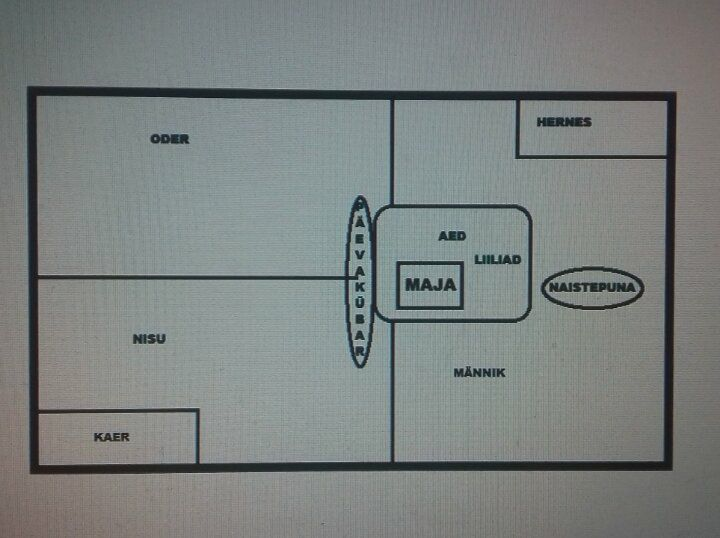 ODER
HERNES
PÄEVAKÜBAR
AED
LIILIAD
MAJA
NAISTEPUNA
NISU
MÄNNIK
KAER